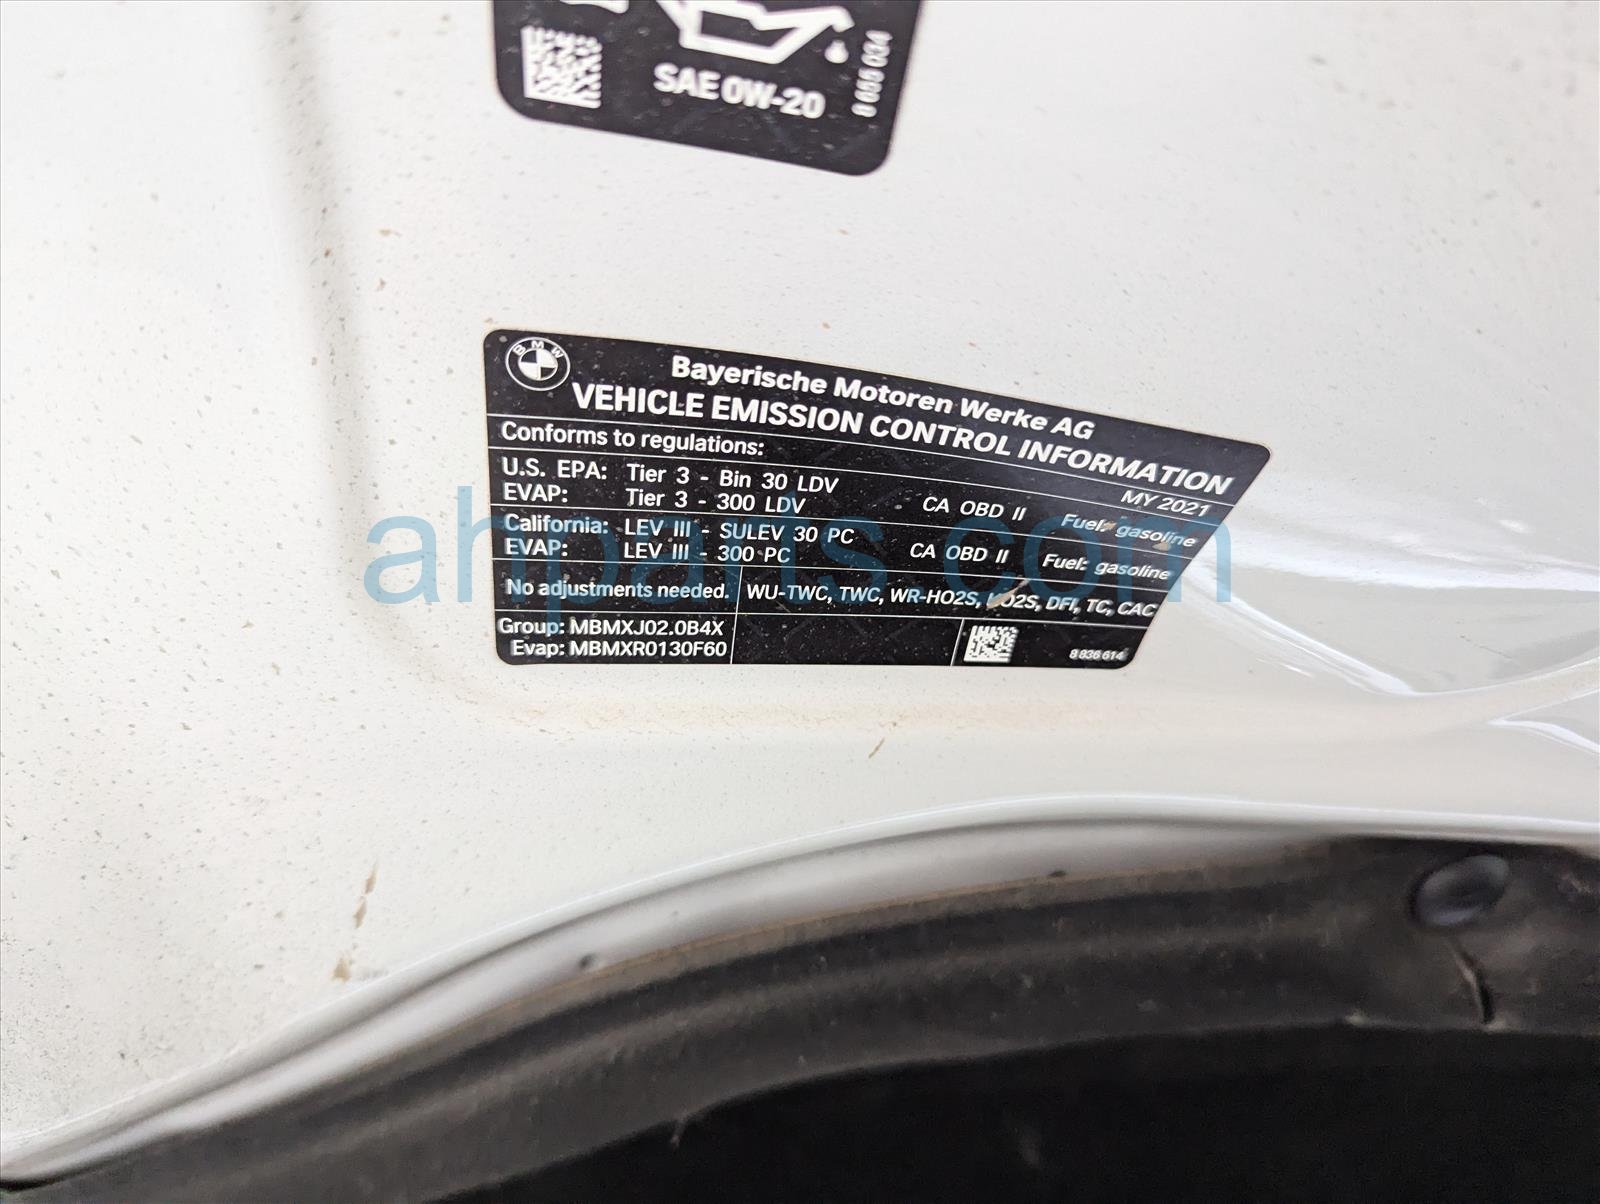 SAE 0W-20
8 655 034
BMW
Bayerische Motoren Werke AG
VEHICLE EMISSION CONTROL INFORMATION
Conforms to regulations:
MY 2021
U.S. EPA: Tier 3 - Bin 30 LDV
EVAP: Tier 3 - 300 LDV CA OBD II Fuel: gasoline
California: LEV III - SULEV 30 PC
EVAP: LEV III - 300 PC CA OBD II Fuel: gasoline
No adjustments needed. WU-TWC, TWC, WR-HO2S, HO2S, DFI, TC, CAC
Group: MBMXJ02.0B4X
Evap: MBMXR0130F60
8 836 614
ahparts.com